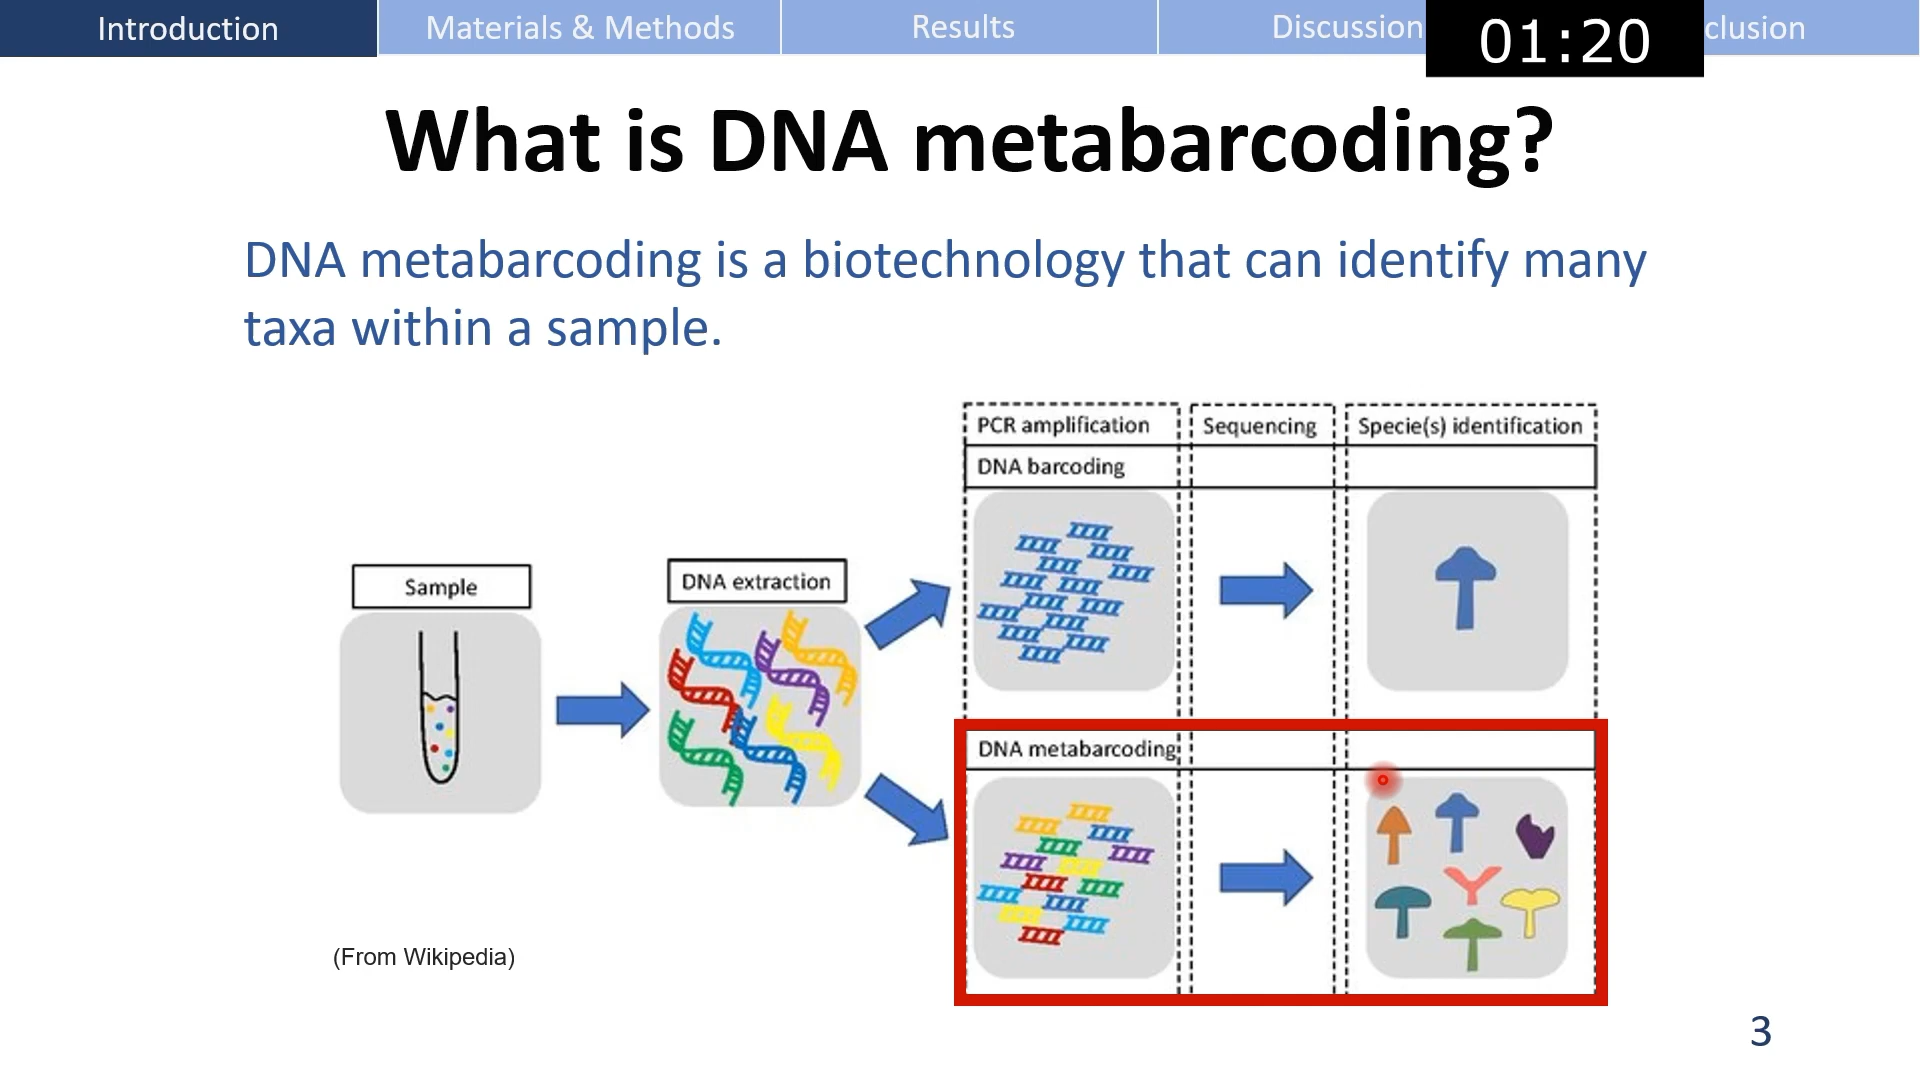 Introduction
Materials & Methods
Results
Discussion
clusion
01:20
What is DNA metabarcoding?
DNA metabarcoding is a biotechnology that can identify many
taxa within a sample.
PCR amplification
Sequencing
Specie(s) identification
DNA barcoding
Sample
DNA extraction
DNA metabarcoding
(From Wikipedia)
3